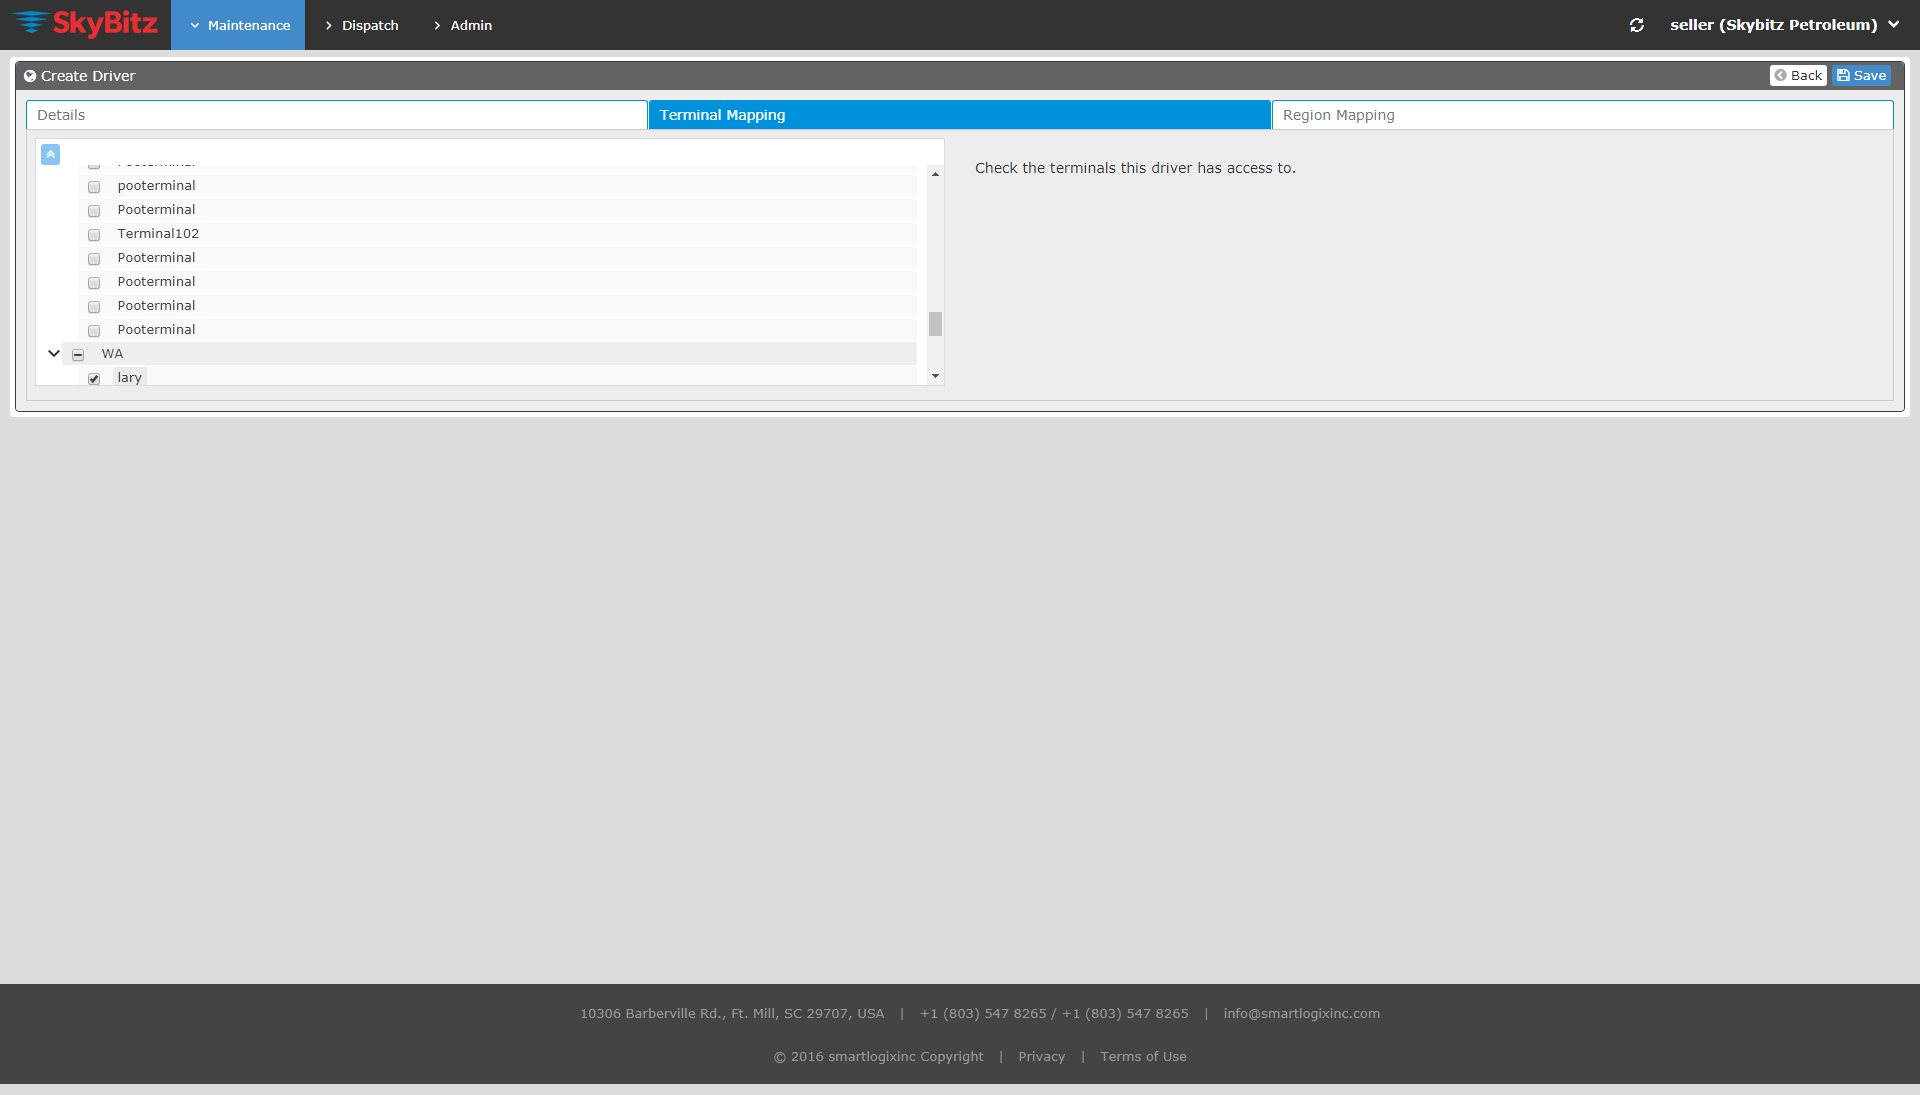 SkyBitz Maintenance Dispatch Admin seller (Skybitz Petroleum)
Create Driver Back Save
Details Terminal Mapping Region Mapping
Check the terminals this driver has access to.
pooterminal
Pooterminal
Terminal102
Pooterminal
Pooterminal
Pooterminal
Pooterminal
WA
lary
10306 Barberville Rd., Ft. Mill, SC 29707, USA | +1 (803) 547 8265 / +1 (803) 547 8265 | info@smartlogixinc.com
© 2016 smartlogixinc Copyright | Privacy | Terms of Use